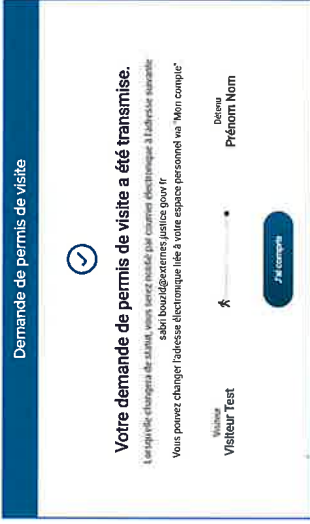 Demande de permis de visite
Votre demande de permis de visite a été transmise.
Lorsqu'elle changera de statut, vous serez notifié par courrier électronique à l'adresse suivante
sabri.bouzid@externes.justice.gouv.fr
Vous pouvez changer l'adresse électronique liée à votre espace personnel via "Mon compte"
Visiteur
Visiteur Test
Détenu
Prénom Nom
J'ai compris